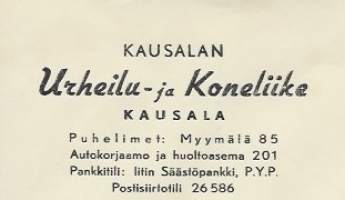 KAUSALAN
Urheilu- ja Koneliike
KAUSALA
Puhelimet: Myymälä 85
Autokorjaamo ja huoltoasema 201
Pankkitili: Iitin Säästöpankki, P.Y.P.
Postisiirtotili 26 586